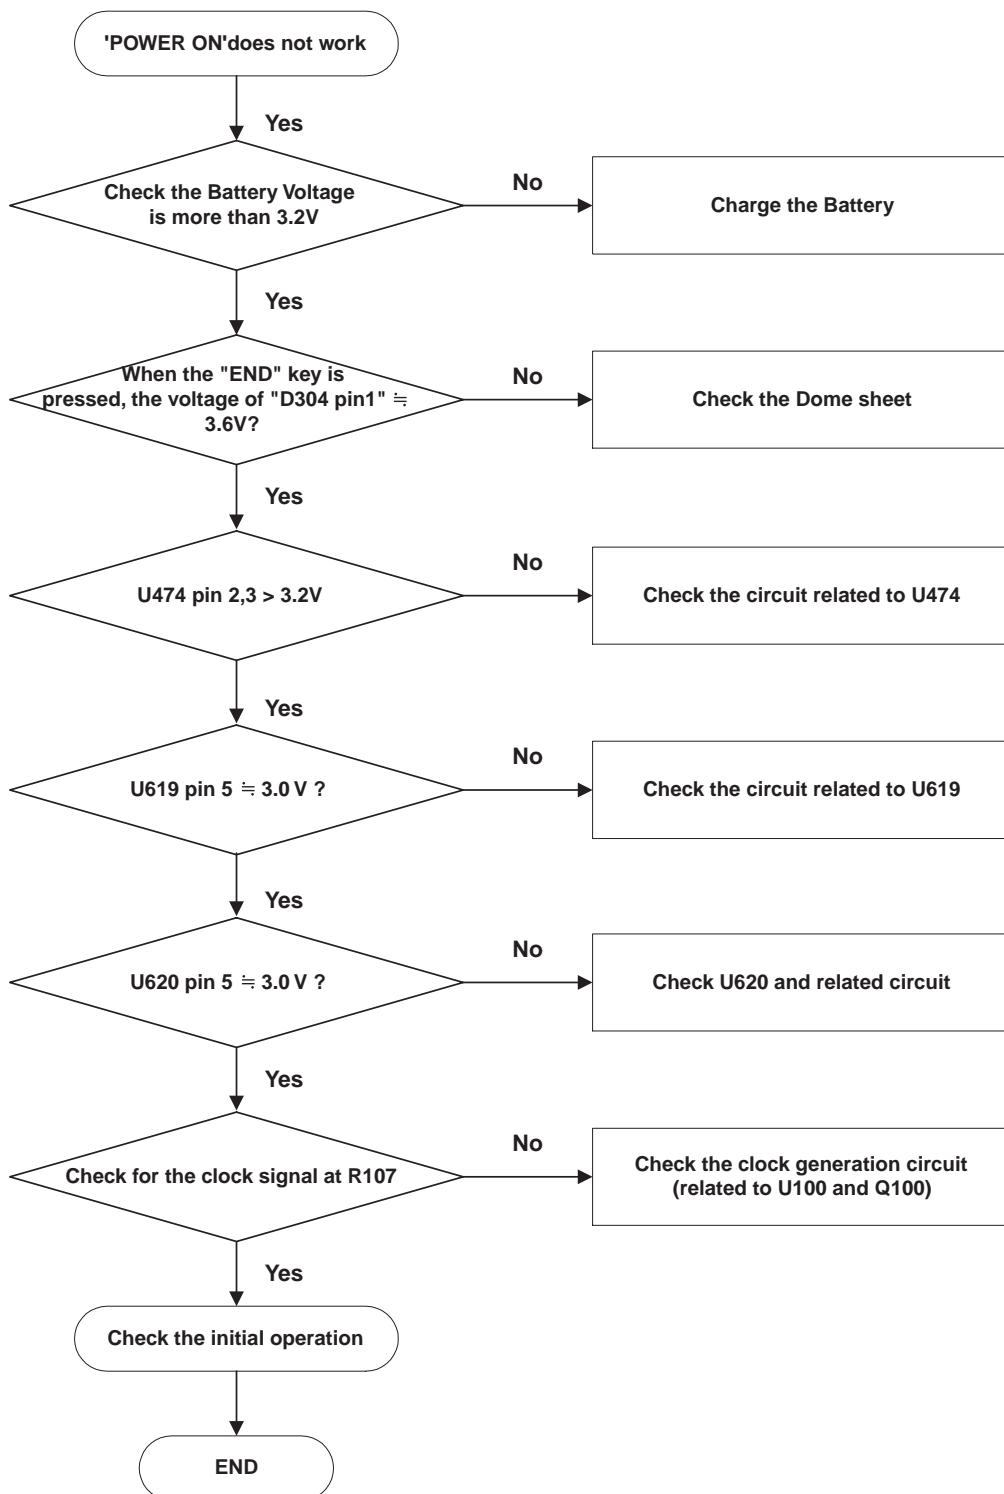 'POWER ON'does not work
Yes
Check the Battery Voltage
is more than 3.2V
No
Charge the Battery
Yes
When the "END" key is
pressed, the voltage of "D304 pin1" ≒
3.6V?
No
Check the Dome sheet
Yes
U474 pin 2,3 > 3.2V
No
Check the circuit related to U474
Yes
U619 pin 5 ≒ 3.0 V ?
No
Check the circuit related to U619
Yes
U620 pin 5 ≒ 3.0 V ?
No
Check U620 and related circuit
Yes
Check for the clock signal at R107
No
Check the clock generation circuit
(related to U100 and Q100)
Yes
Check the initial operation
END